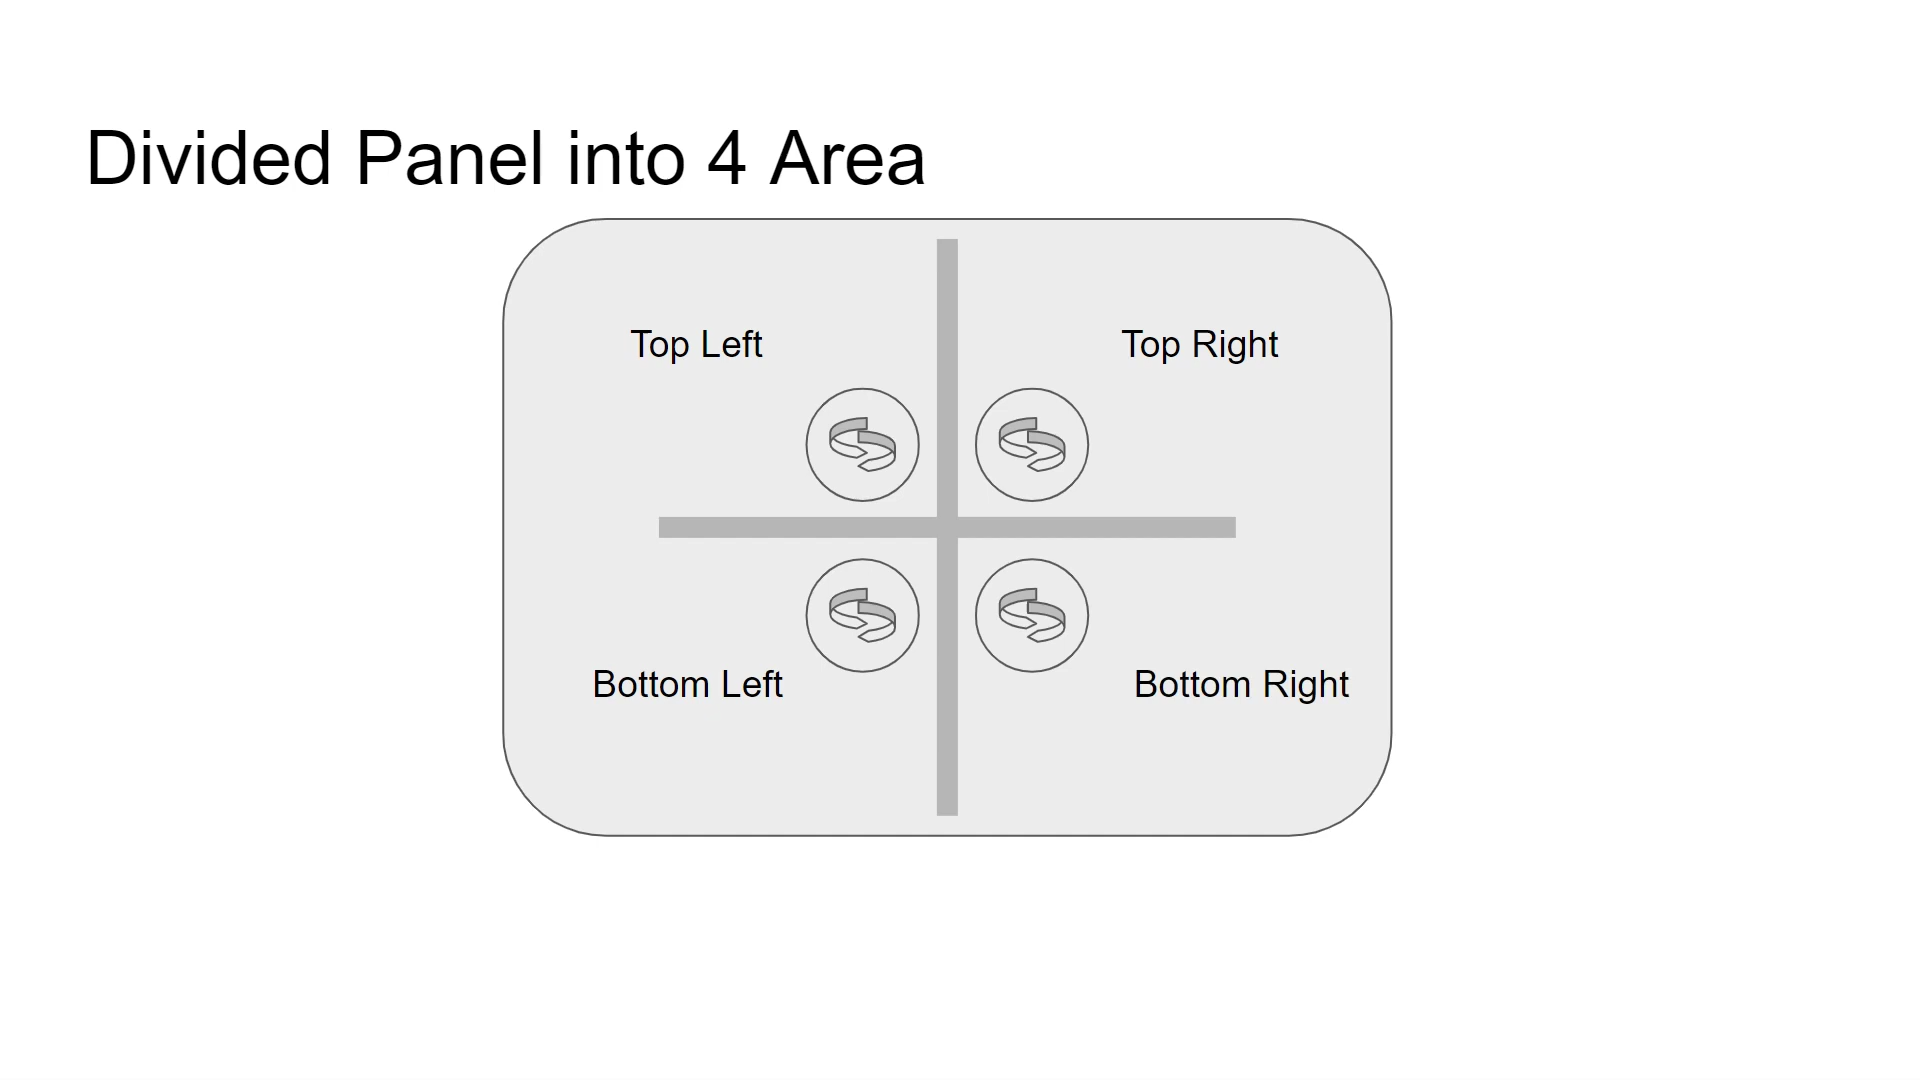 Divided Panel into 4 Area
Top Left
Top Right
Bottom Left
Bottom Right